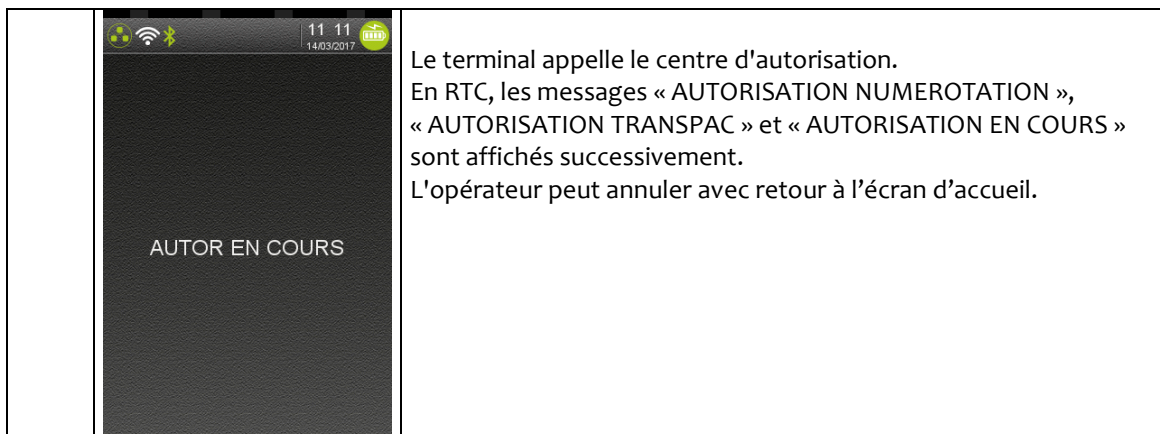 11 11
14/03/2017
AUTOR EN COURS
Le terminal appelle le centre d'autorisation.
En RTC, les messages « AUTORISATION NUMEROTATION »,
« AUTORISATION TRANSPAC » et « AUTORISATION EN COURS »
sont affichés successivement.
L'opérateur peut annuler avec retour à l’écran d’accueil.